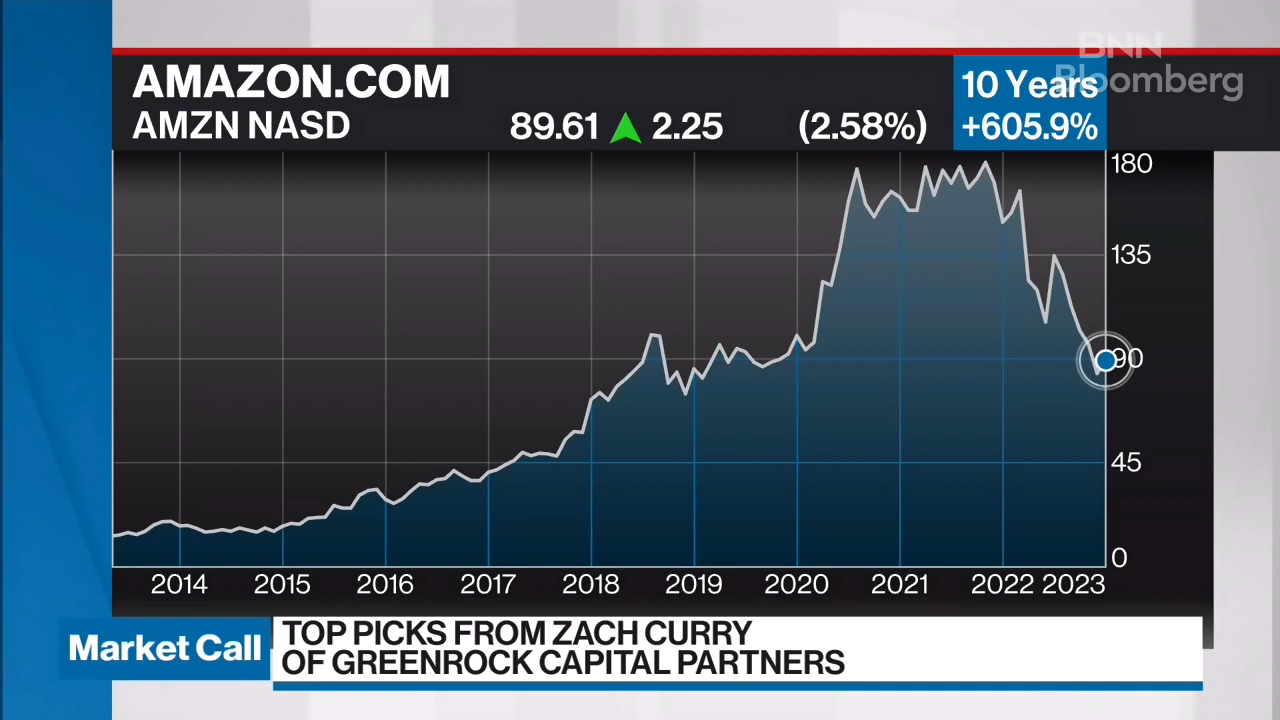 BNN
Bloomberg
AMAZON.COM
AMZN NASD
89.61 ▲ 2.25 (2.58%)
10 Years
+605.9%
180
135
90
45
0
2014 2015 2016 2017 2018 2019 2020 2021 2022 2023
Market Call
TOP PICKS FROM ZACH CURRY
OF GREENROCK CAPITAL PARTNERS